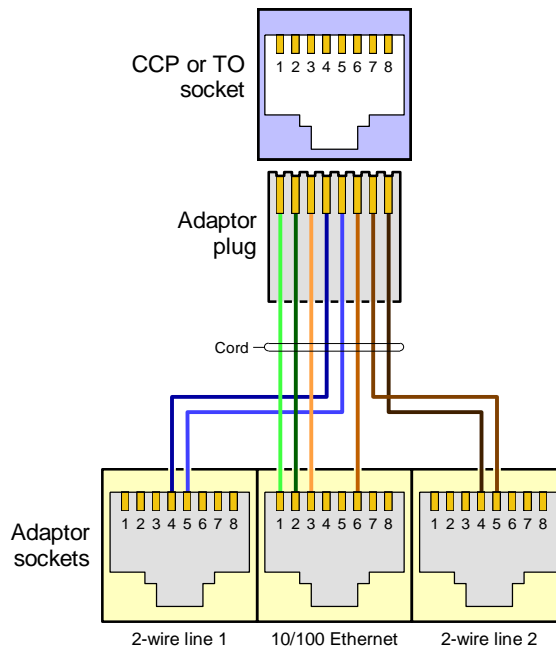 CCP or TO
socket
1 2 3 4 5 6 7 8
Adaptor
plug
Cord
Adaptor
sockets
1 2 3 4 5 6 7 8
1 2 3 4 5 6 7 8
1 2 3 4 5 6 7 8
2-wire line 1
10/100 Ethernet
2-wire line 2